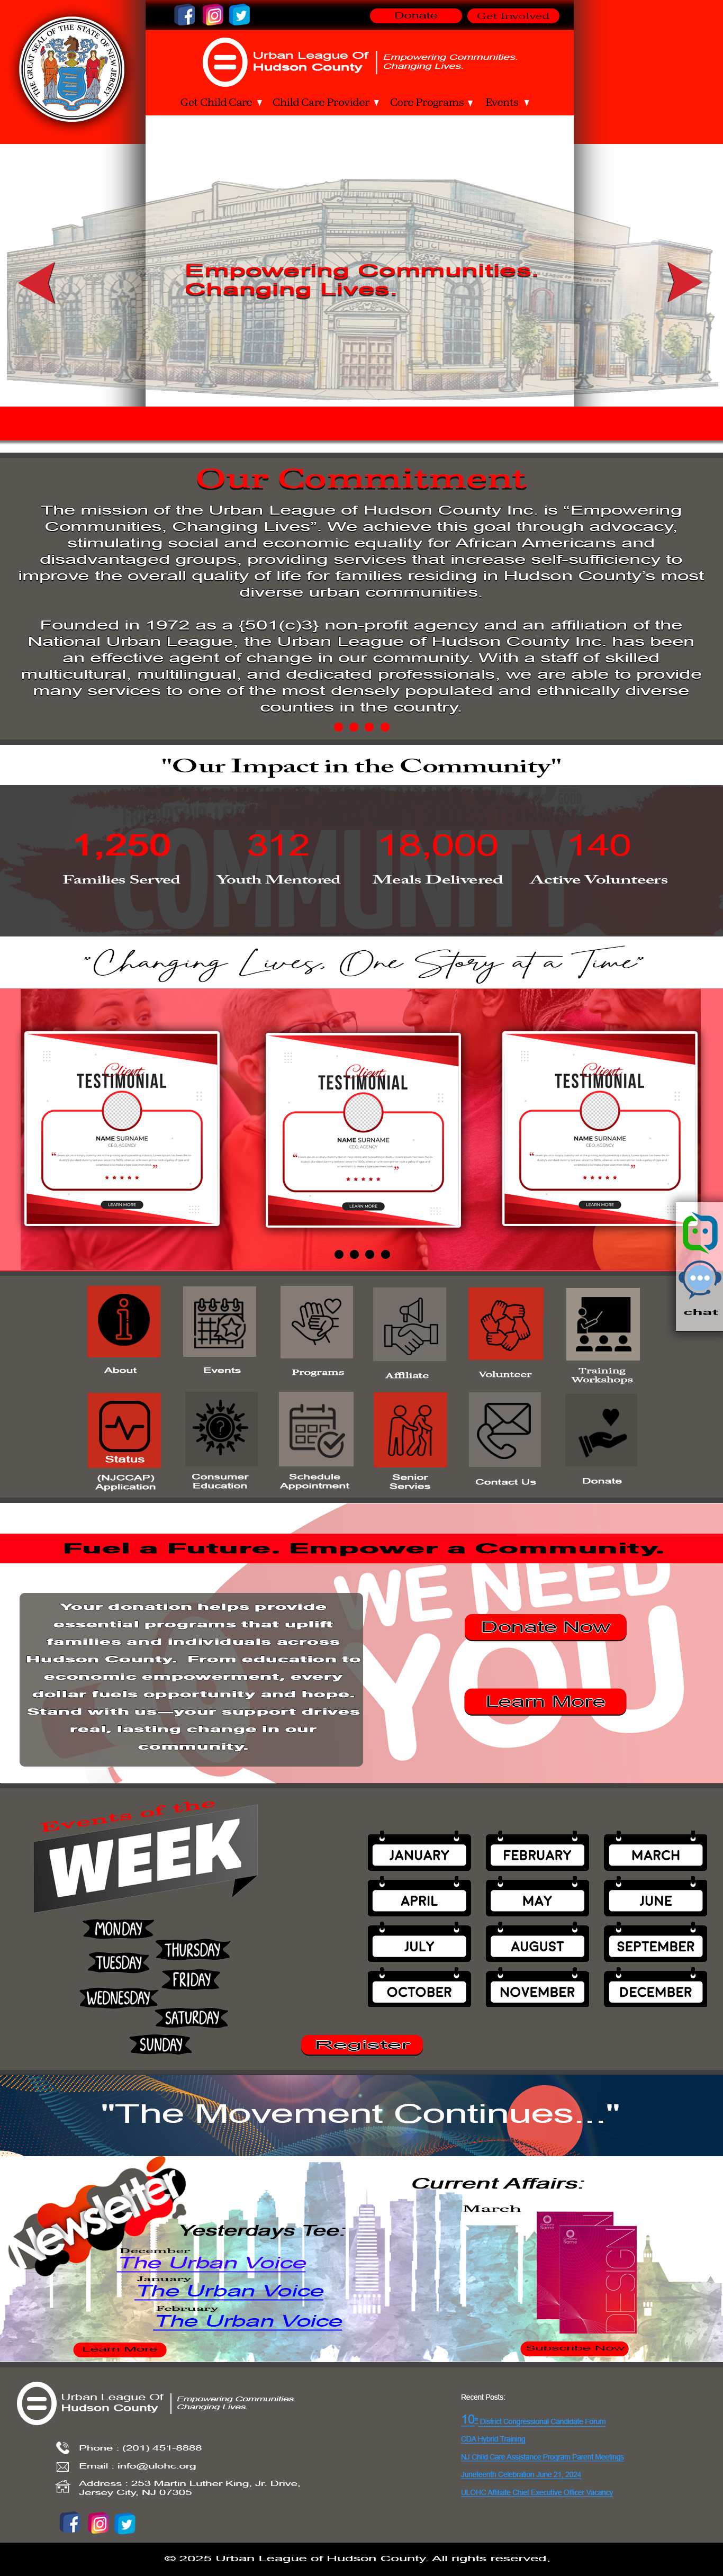 THE GREAT SEAL OF THE STATE OF NEW JERSEY
Donate
Get Involved
Urban League Of
Hudson County
Empowering Communities.
Changing Lives.
Get Child Care
Child Care Provider
Core Programs
Events
Empowering Communities.
Changing Lives.
Our Commitment
The mission of the Urban League of Hudson County Inc. is “Empowering
Communities, Changing Lives”. We achieve this goal through advocacy,
stimulating social and economic equality for African Americans and
disadvantaged groups, providing services that increase self-sufficiency to
improve the overall quality of life for families residing in Hudson County’s most
diverse urban communities.
Founded in 1972 as a {501(c)3} non-profit agency and an affiliation of the
National Urban League, the Urban League of Hudson County Inc. has been
an effective agent of change in our community. With a staff of skilled
multicultural, multilingual, and dedicated professionals, we are able to provide
many services to one of the most densely populated and ethnically diverse
counties in the country.
"Our Impact in the Community"
COMMUNITY
1,250
312
18,000
140
Families Served
Youth Mentored
Meals Delivered
Active Volunteers
"Changing Lives, One Story at a Time"
Client
TESTIMONIAL
NAME SURNAME
CEO, AGENCY
LEARN MORE
Client
TESTIMONIAL
NAME SURNAME
CEO, AGENCY
LEARN MORE
Client
TESTIMONIAL
NAME SURNAME
CEO, AGENCY
LEARN MORE
chat
About
Events
Programs
Affiliate
Volunteer
Training
Workshops
Status
(NJCCAP)
Application
Consumer
Education
Schedule
Appointment
Senior
Servies
Contact Us
Donate
Fuel a Future. Empower a Community.
WE NEED
YOU
Your donation helps provide
essential programs that uplift
families and individuals across
Hudson County. From education to
economic empowerment, every
dollar fuels opportunity and hope.
Stand with us—your support drives
real, lasting change in our
community.
Donate Now
Learn More
Events of the
WEEK
MONDAY
THURSDAY
TUESDAY
FRIDAY
WEDNESDAY
SATURDAY
SUNDAY
JANUARY
FEBRUARY
MARCH
APRIL
MAY
JUNE
JULY
AUGUST
SEPTEMBER
OCTOBER
NOVEMBER
DECEMBER
Register
"The Movement Continues..."
Newsletter
Yesterdays Tee:
December
The Urban Voice
January
The Urban Voice
February
The Urban Voice
Learn More
Current Affairs:
March
DESIGN
Subscribe Now
Urban League Of
Hudson County
Empowering Communities.
Changing Lives.
Phone : (201) 451-8888
Email : info@ulohc.org
Address : 253 Martin Luther King, Jr. Drive,
Jersey City, NJ 07305
Recent Posts:
10th District Congressional Candidate Forum
CDA Hybrid Training
NJ Child Care Assistance Program Parent Meetings
Juneteenth Celebration June 21, 2024
ULOHC Affiliate Chief Executive Officer Vacancy
© 2025 Urban League of Hudson County. All rights reserved.